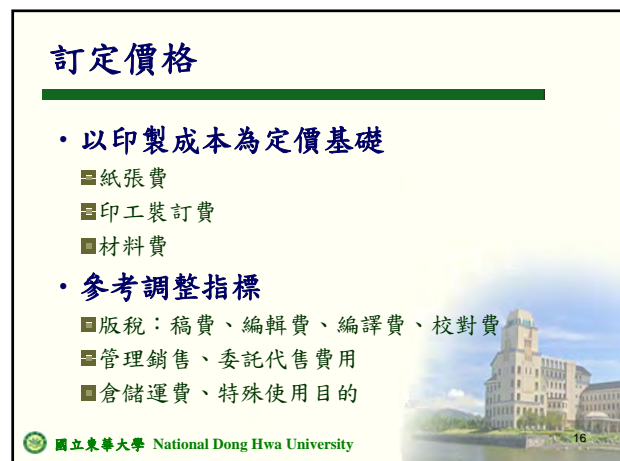 訂定價格
・以印製成本為定價基礎
紙張費
印工裝訂費
材料費
・參考調整指標
版稅：稿費、編輯費、編譯費、校對費
管理銷售、委託代售費用
倉儲運費、特殊使用目的
國立東華大學 National Dong Hwa University
16